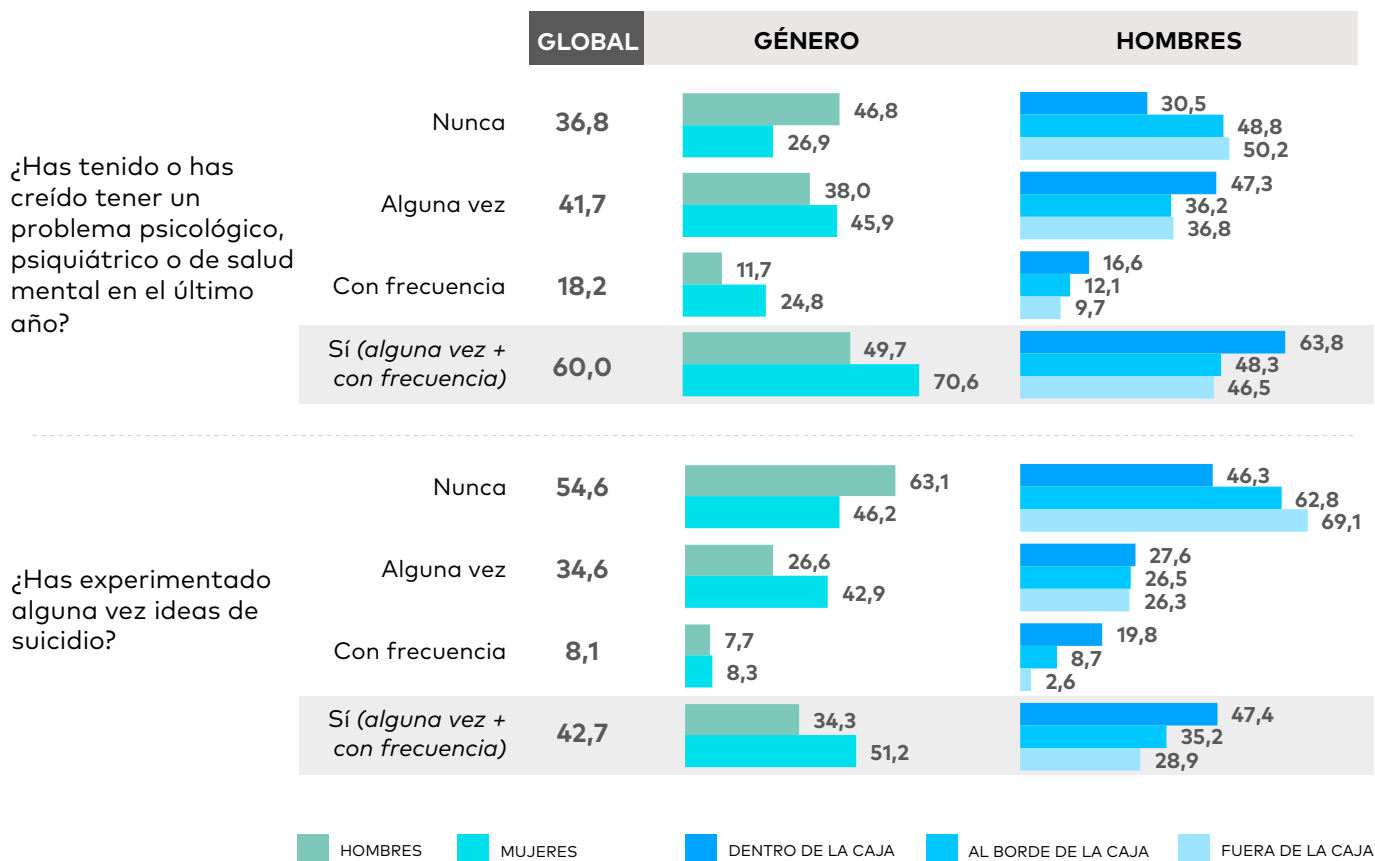 GLOBAL GÉNERO HOMBRES
¿Has tenido o has
creído tener un
problema psicológico,
psiquiátrico o de salud
mental en el último
año?
Nunca 36,8 46,8 26,9 30,5 48,8 50,2
Alguna vez 41,7 38,0 45,9 47,3 36,2 36,8
Con frecuencia 18,2 11,7 24,8 16,6 12,1 9,7
Sí (alguna vez +
con frecuencia) 60,0 49,7 70,6 63,8 48,3 46,5
¿Has experimentado
alguna vez ideas de
suicidio?
Nunca 54,6 63,1 46,2 46,3 62,8 69,1
Alguna vez 34,6 26,6 42,9 27,6 26,5 26,3
Con frecuencia 8,1 7,7 8,3 19,8 8,7 2,6
Sí (alguna vez +
con frecuencia) 42,7 34,3 51,2 47,4 35,2 28,9
HOMBRES MUJERES DENTRO DE LA CAJA AL BORDE DE LA CAJA FUERA DE LA CAJA